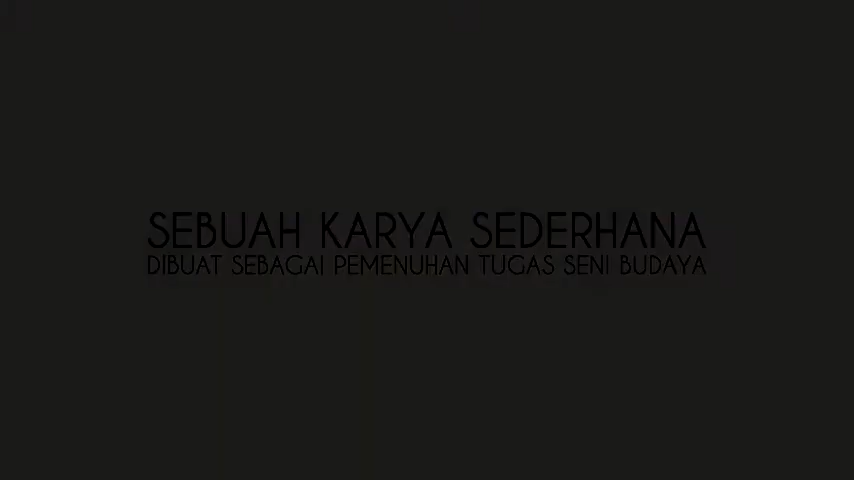 SEBUAH KARYA SEDERHANA
DIBUAT SEBAGAI PEMENUHAN TUGAS SENI BUDAYA